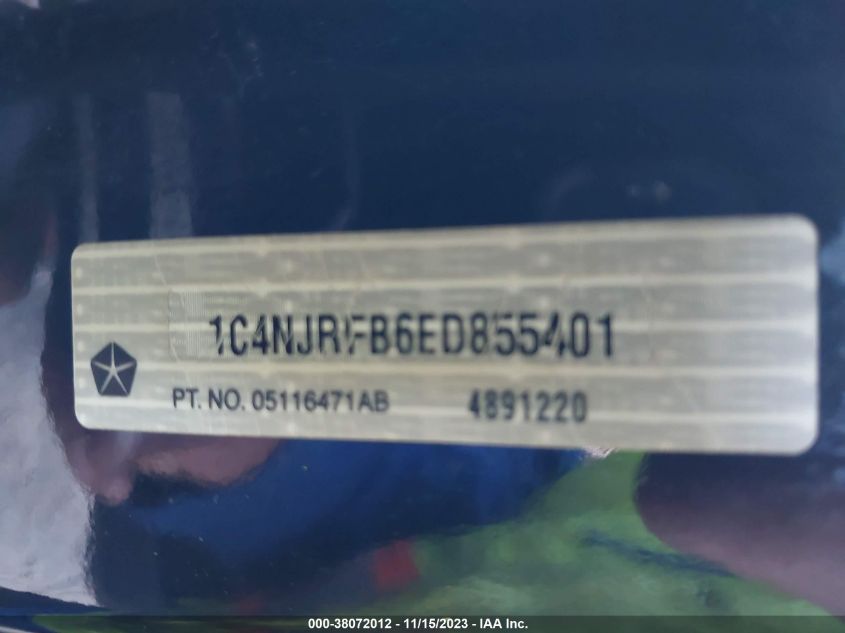 1C4NJRFB6ED855401
PT. NO. 05116471AB 4891220
000-38072012 - 11/15/2023 - IAA Inc.